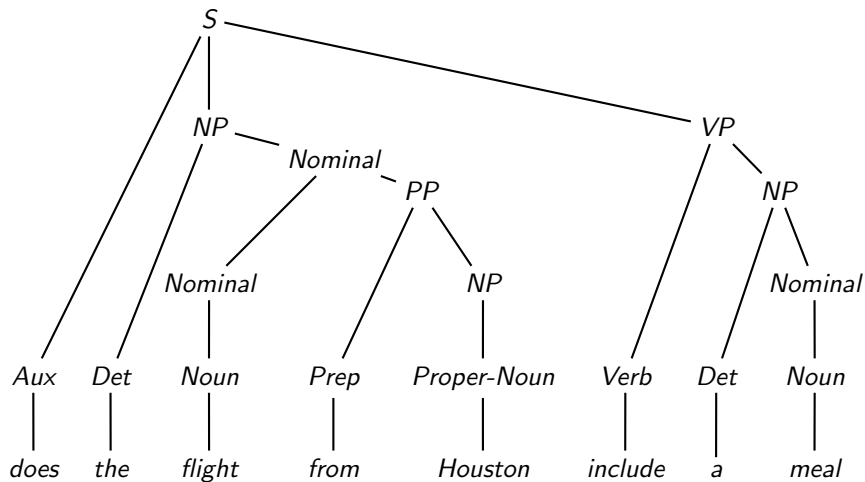 S
NP VP
Nominal
PP NP
Nominal NP Nominal
Aux Det Noun Prep Proper-Noun Verb Det Noun
does the flight from Houston include a meal